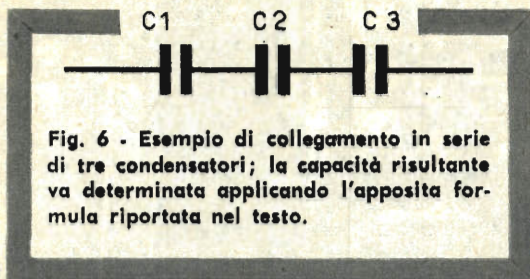 C1 C2 C3
Fig. 6 - Esempio di collegamento in serie
di tre condensatori; la capacità risultante
va determinata applicando l'apposita for-
mula riportata nel testo.